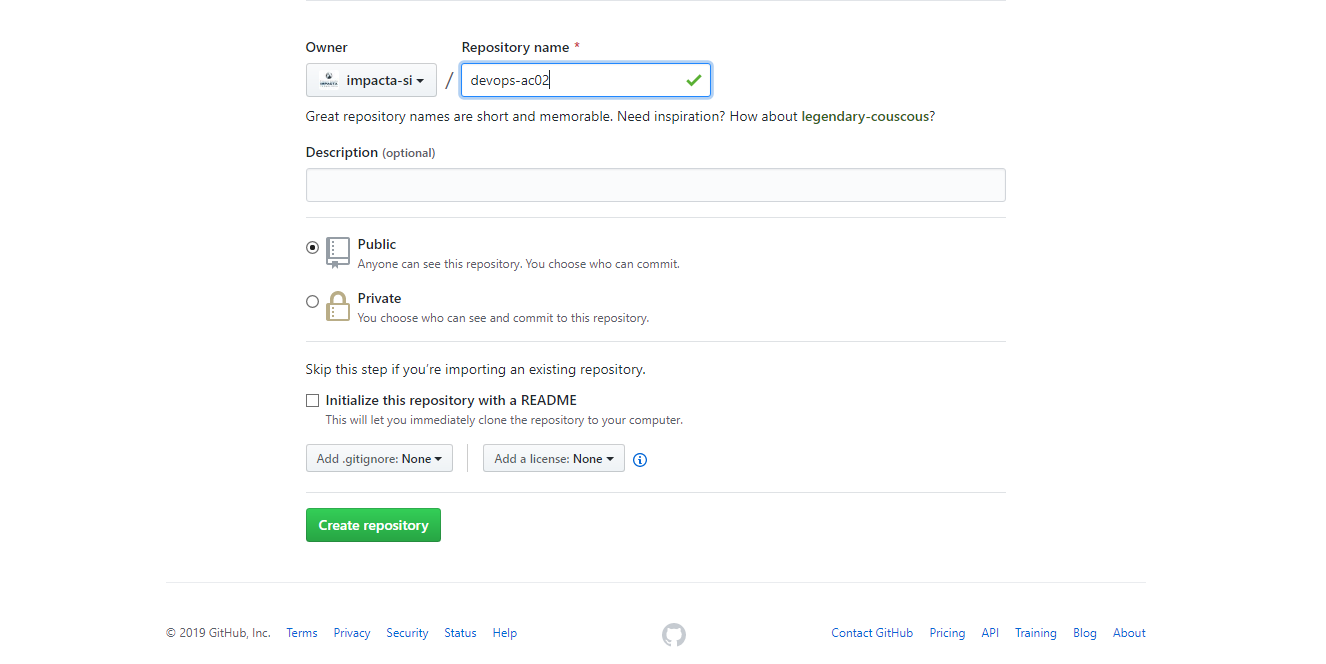 Owner Repository name *
impacta-si / devops-ac02
Great repository names are short and memorable. Need inspiration? How about legendary-couscous?
Description (optional)
Public
Anyone can see this repository. You choose who can commit.
Private
You choose who can see and commit to this repository.
Skip this step if you're importing an existing repository.
Initialize this repository with a README
This will let you immediately clone the repository to your computer.
Add .gitignore: None Add a license: None
Create repository
© 2019 GitHub, Inc. Terms Privacy Security Status Help Contact GitHub Pricing API Training Blog About